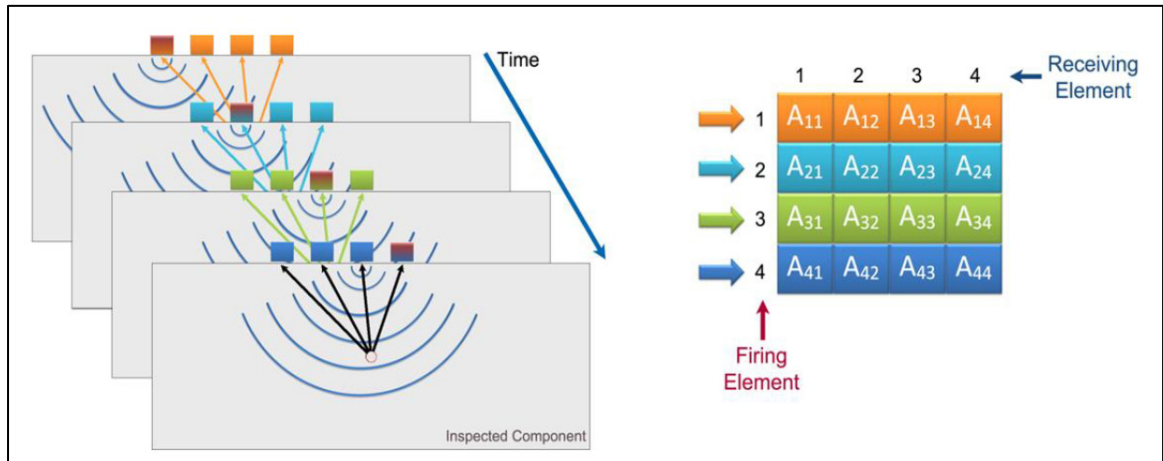 Time
Inspected Component
1 2 3 4
Receiving
Element
1 A11 A12 A13 A14
2 A21 A22 A23 A24
3 A31 A32 A33 A34
4 A41 A42 A43 A44
Firing
Element